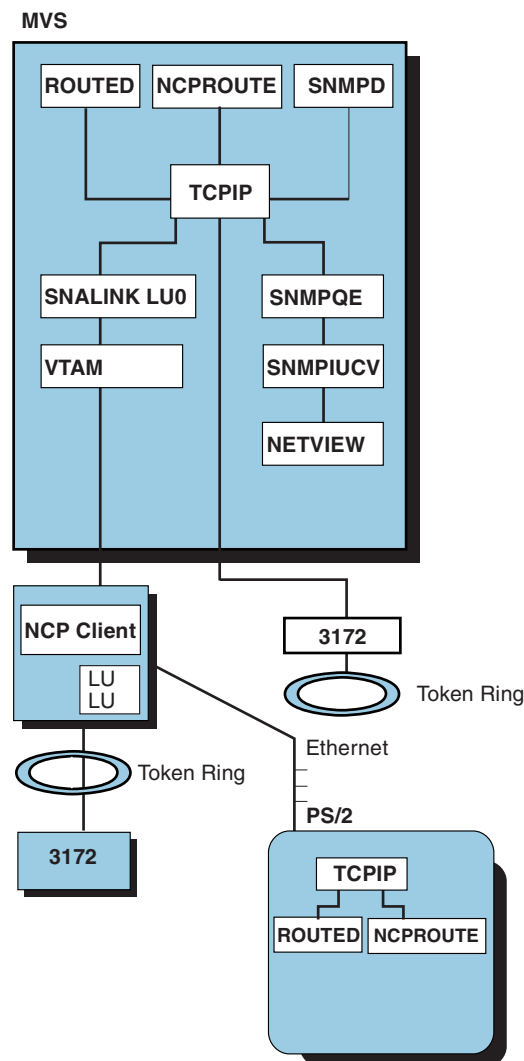 MVS
ROUTED
NCPROUTE
SNMPD
TCPIP
SNALINK LU0
SNMPQE
VTAM
SNMPIUCV
NETVIEW
NCP Client
LU
LU
3172
Token Ring
Ethernet
Token Ring
PS/2
3172
TCPIP
ROUTED
NCPROUTE